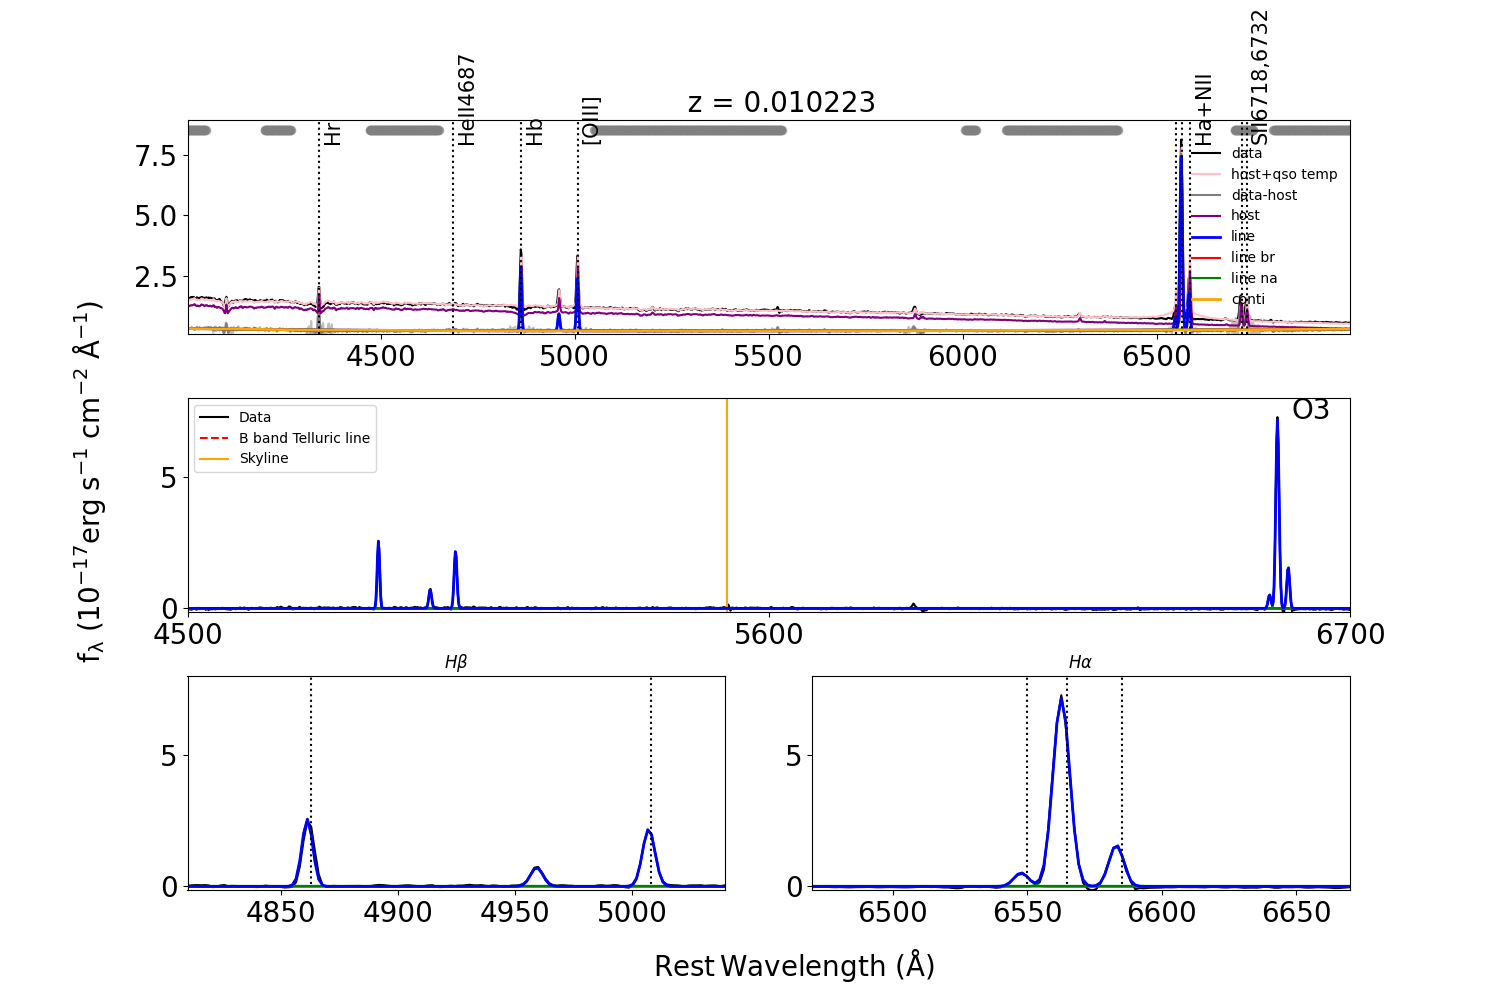 z = 0.010223
Hr
HeII4687
Hb
[OIII]
Ha+NII
SII6718,6732
7.5
5.0
2.5
data
host+qso temp
data-host
host
line
line br
line na
conti
4500
5000
5500
6000
6500
Data
B band Telluric line
Skyline
O3
5
0
4500
5600
6700
fλ (10⁻¹⁷erg s⁻¹ cm⁻² Å⁻¹)
Hβ
5
0
4850
4900
4950
5000
Hα
5
0
6500
6550
6600
6650
Rest Wavelength (Å)